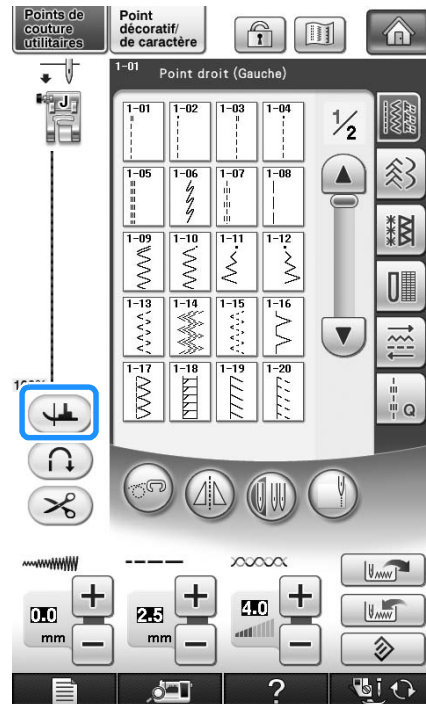 Points de
couture
utilitaires
Point
décoratif/
de caractère
1-01
Point droit (Gauche)
J
1-01 1-02 1-03 1-04
1/2
1-05 1-06 1-07 1-08
1-09 1-10 1-11 1-12
1-13 1-14 1-15 1-16
1-17 1-18 1-19 1-20
Q
0.0
mm
2.5
mm
4.0
?
i